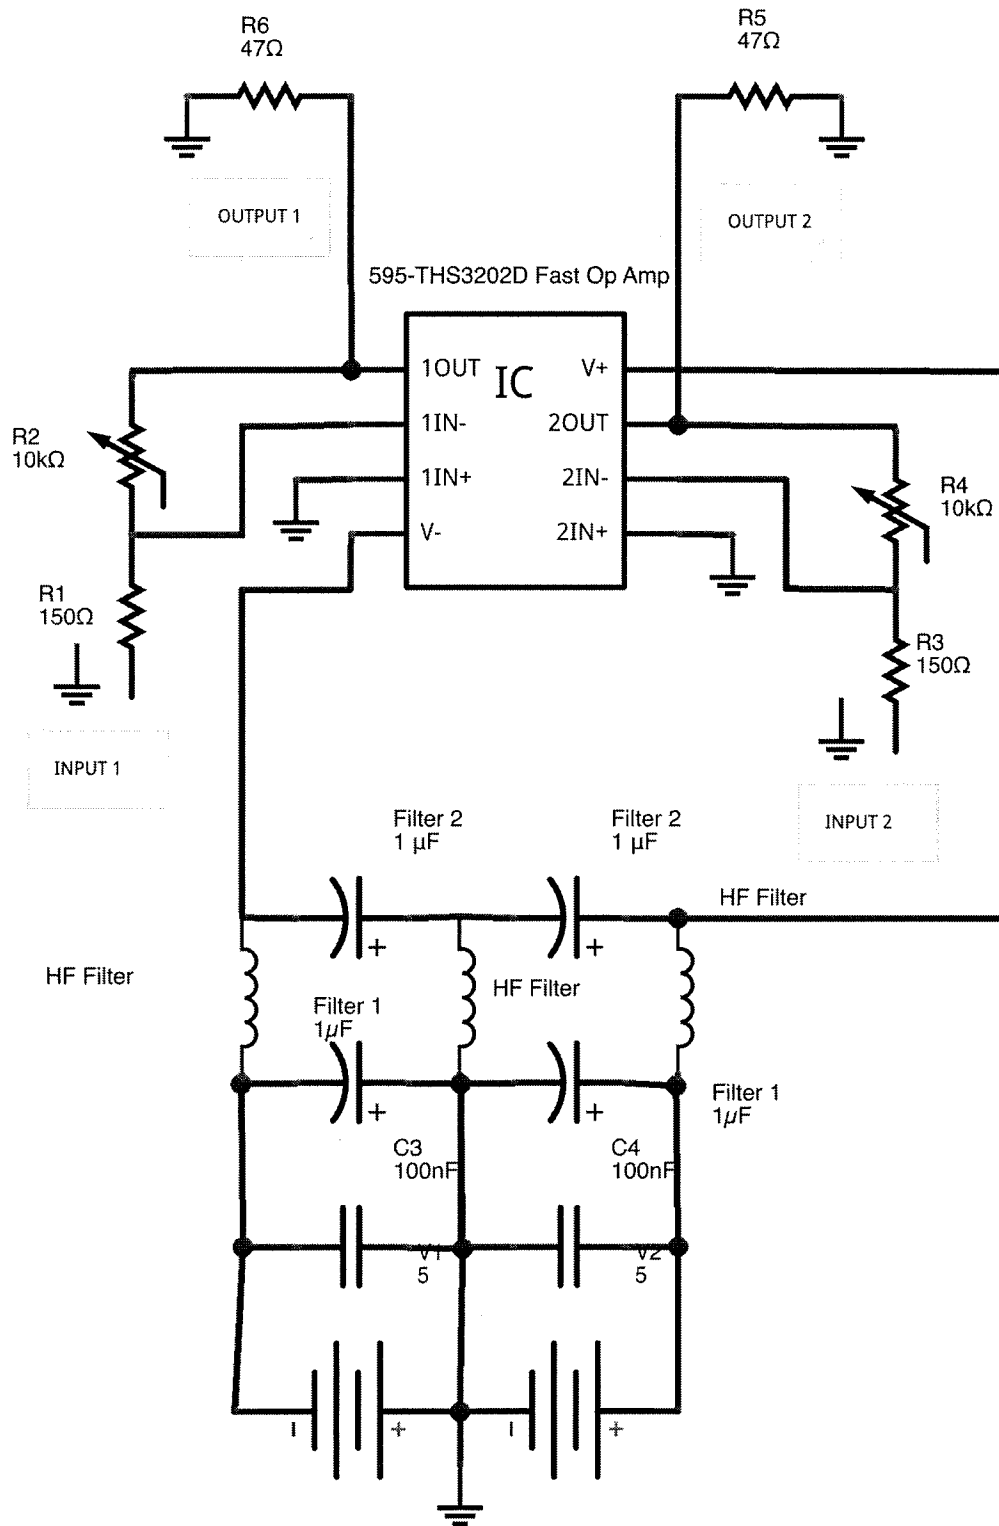 R6
47Ω
R5
47Ω
OUTPUT 1
OUTPUT 2
595-THS3202D Fast Op Amp
IC
1OUT
V+
1IN-
2OUT
1IN+
2IN-
V-
2IN+
R2
10kΩ
R4
10kΩ
R1
150Ω
R3
150Ω
INPUT 1
INPUT 2
Filter 2
1 µF
Filter 2
1 µF
HF Filter
+
+
HF Filter
HF Filter
Filter 1
1µF
+
+
Filter 1
1µF
C3
100nF
C4
100nF
V1
5
V2
5
-
+
-
+